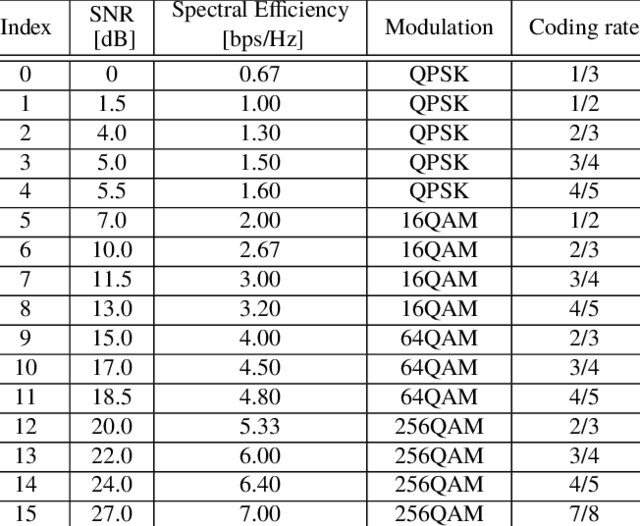 Index SNR [dB] Spectral Efficiency [bps/Hz] Modulation Coding rate
0 0 0.67 QPSK 1/3
1 1.5 1.00 QPSK 1/2
2 4.0 1.30 QPSK 2/3
3 5.0 1.50 QPSK 3/4
4 5.5 1.60 QPSK 4/5
5 7.0 2.00 16QAM 1/2
6 10.0 2.67 16QAM 2/3
7 11.5 3.00 16QAM 3/4
8 13.0 3.20 16QAM 4/5
9 15.0 4.00 64QAM 2/3
10 17.0 4.50 64QAM 3/4
11 18.5 4.80 64QAM 4/5
12 20.0 5.33 256QAM 2/3
13 22.0 6.00 256QAM 3/4
14 24.0 6.40 256QAM 4/5
15 27.0 7.00 256QAM 7/8